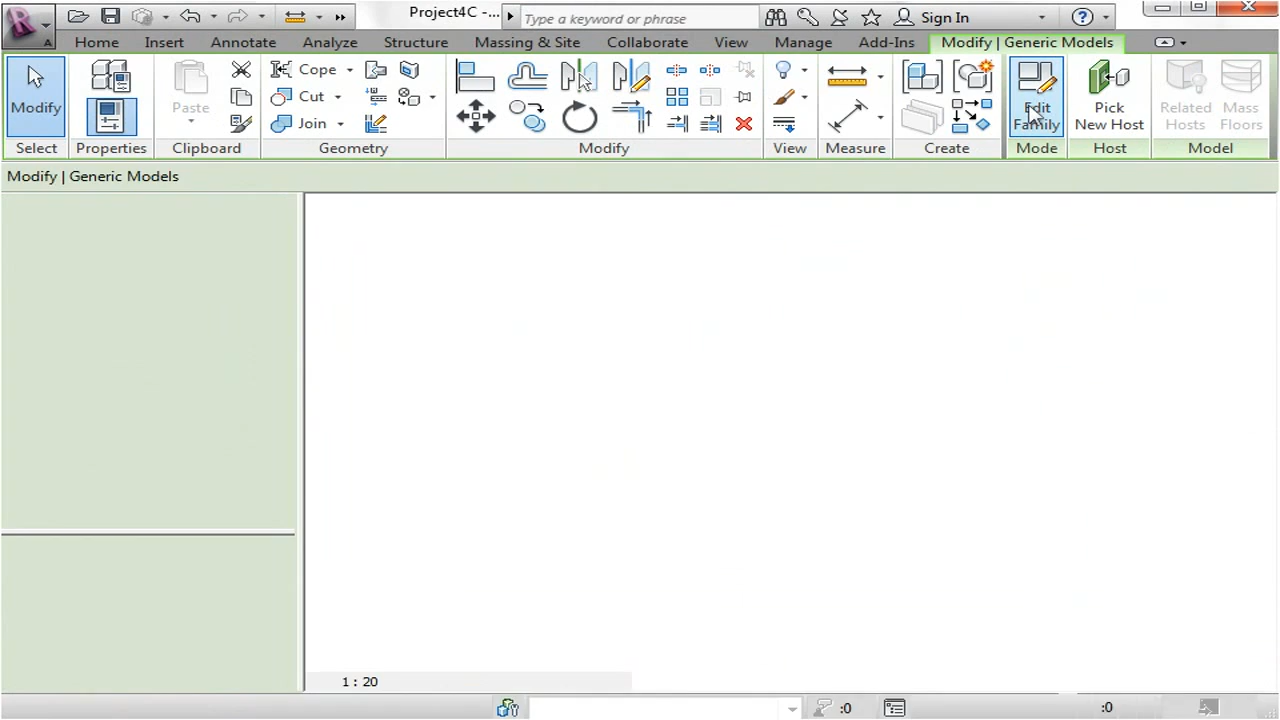 Project4C -...
Type a keyword or phrase
Sign In
Home Insert Annotate Analyze Structure Massing & Site Collaborate View Manage Add-Ins Modify | Generic Models
Modify
Paste
Cope
Cut
Join
Edit Family
Pick New Host
Related Hosts
Mass Floors
Select Properties Clipboard Geometry Modify View Measure Create Mode Host Model
Modify | Generic Models
1 : 20
:0
:0